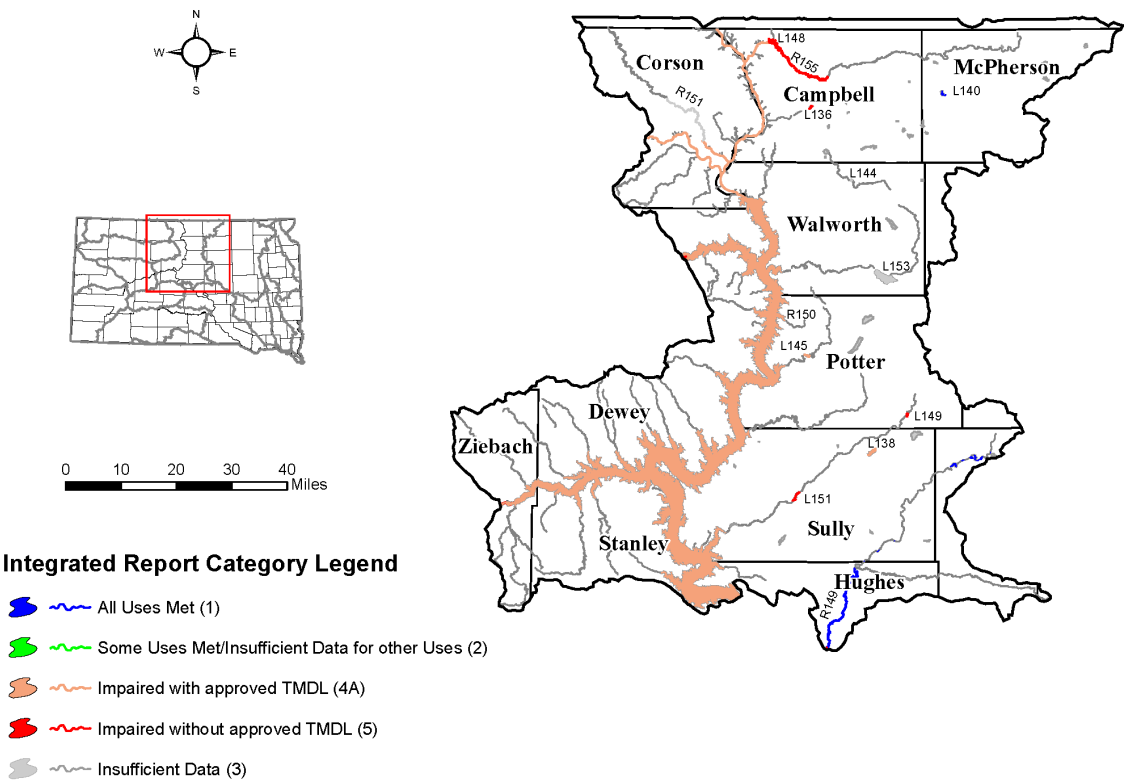 N
W E
S
L148
Corson
R155
McPherson
Campbell
L140
R151
L136
L144
Walworth
L153
R150
L145
Potter
L149
Dewey
L138
Ziebach
L151
Sully
Stanley
Hughes
R149
0 10 20 30 40
Miles
Integrated Report Category Legend
All Uses Met (1)
Some Uses Met/Insufficient Data for other Uses (2)
Impaired with approved TMDL (4A)
Impaired without approved TMDL (5)
Insufficient Data (3)